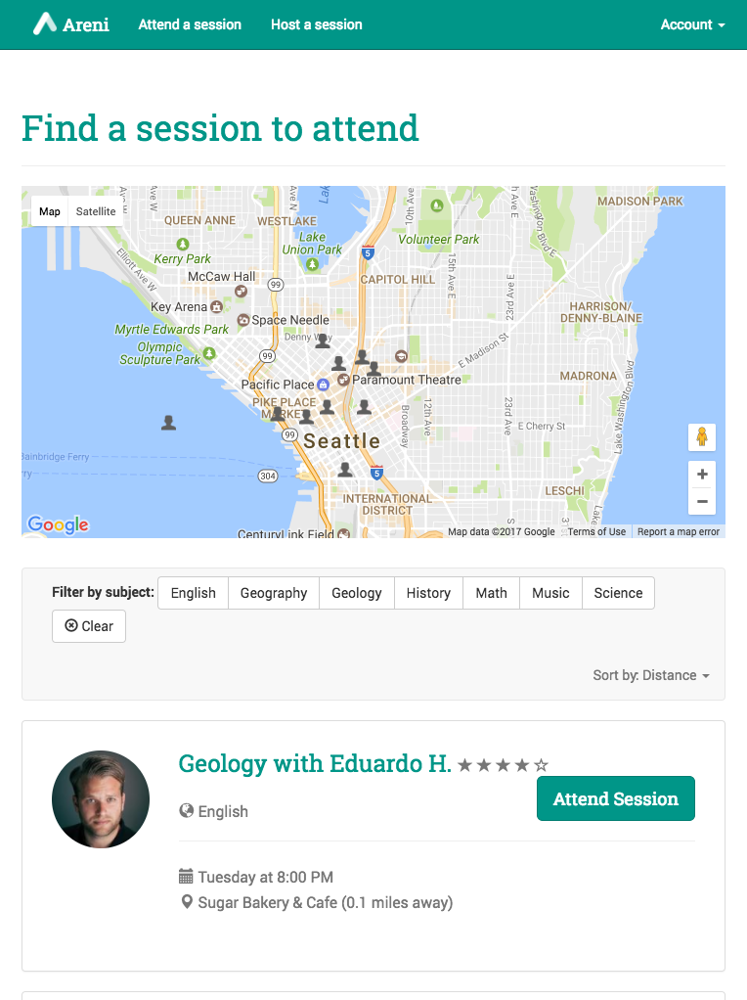 Areni Attend a session Host a session Account
Find a session to attend
Map Satellite
MADISON PARK
QUEEN ANNE
WESTLAKE
Lake
Union Park
10th Ave E
Volunteer Park
Kerry Park
Elliott Ave W
McCaw Hall
99
5
CAPITOL HILL
15th Ave E
23rd Ave E
Washington Blvd E
Key Arena
Space Needle
HARRISON/
DENNY-BLAINE
Myrtle Edwards Park
Denny Way
Olympic
Sculpture Park
99
E Madison St
Pacific Place
Paramount Theatre
MADRONA
Lake Washington Blvd
PIKE PLACE
MARKET
Broadway
12th Ave
23rd Ave
E Cherry St
99
Seattle
Bainbridge Ferry
304
5
INTERNATIONAL
DISTRICT
LESCHI
CenturyLink Field
Google
Map data ©2017 Google Terms of Use Report a map error
Filter by subject: English Geography Geology History Math Music Science
Clear
Sort by: Distance
Geology with Eduardo H.
English
Attend Session
Tuesday at 8:00 PM
Sugar Bakery & Cafe (0.1 miles away)